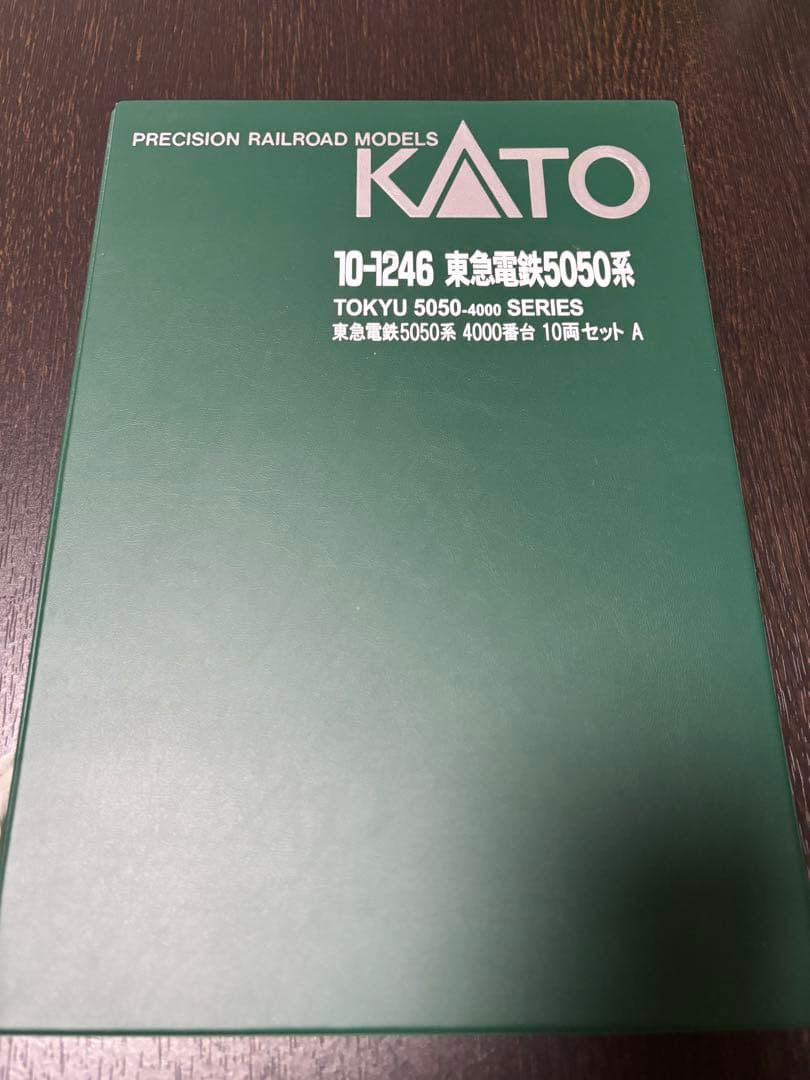 PRECISION RAILROAD MODELS
KATO
10-1246 東急電鉄5050系
TOKYU 5050-4000 SERIES
東急電鉄5050系 4000番台 10両セット A